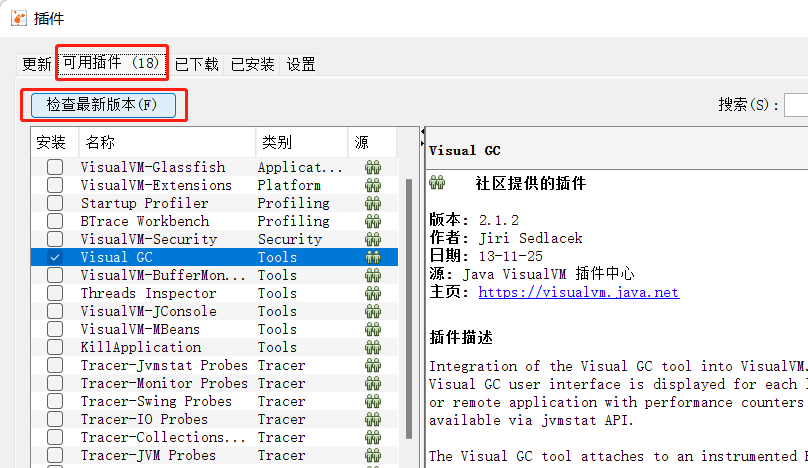 插件
更新 可用插件 (18) 已下载 已安装 设置
检查最新版本(F) 搜索(S):
安装 名称 类别 源
VisualVM-Glassfish Applicat...
VisualVM-Extensions Platform
Startup Profiler Profiling
BTrace Workbench Profiling
VisualVM-Security Security
Visual GC Tools
VisualVM-BufferMon... Tools
Threads Inspector Tools
VisualVM-JConsole Tools
VisualVM-MBeans Tools
KillApplication Tools
Tracer-Jvmstat Probes Tracer
Tracer-Monitor Probes Tracer
Tracer-Swing Probes Tracer
Tracer-IO Probes Tracer
Tracer-Collections... Tracer
Tracer-JVM Probes Tracer
Visual GC
社区提供的插件
版本: 2.1.2
作者: Jiri Sedlacek
日期: 13-11-25
源: Java VisualVM 插件中心
主页: https://visualvm.java.net
插件描述
Integration of the Visual GC tool into VisualVM.
Visual GC user interface is displayed for each
or remote application with performance counters
available via jvmstat API.
The Visual GC tool attaches to an instrumented